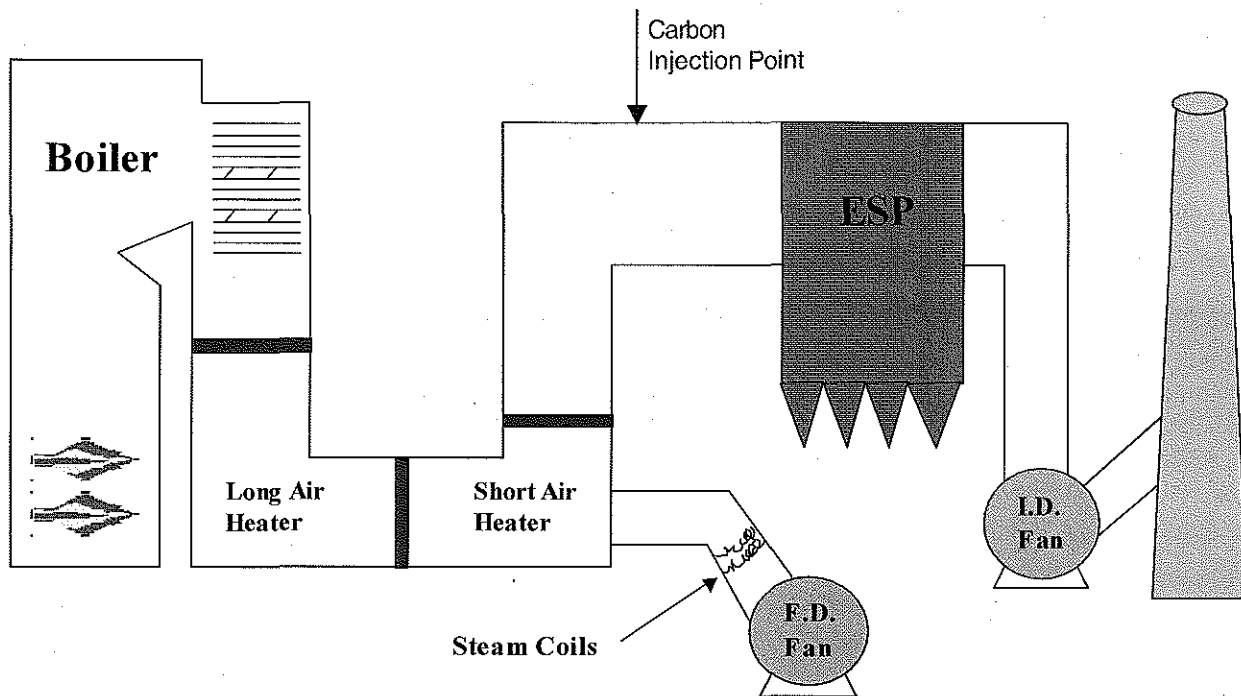 Carbon
Injection Point
Boiler
ESP
Long Air
Heater
Short Air
Heater
I.D.
Fan
Steam Coils
F.D.
Fan